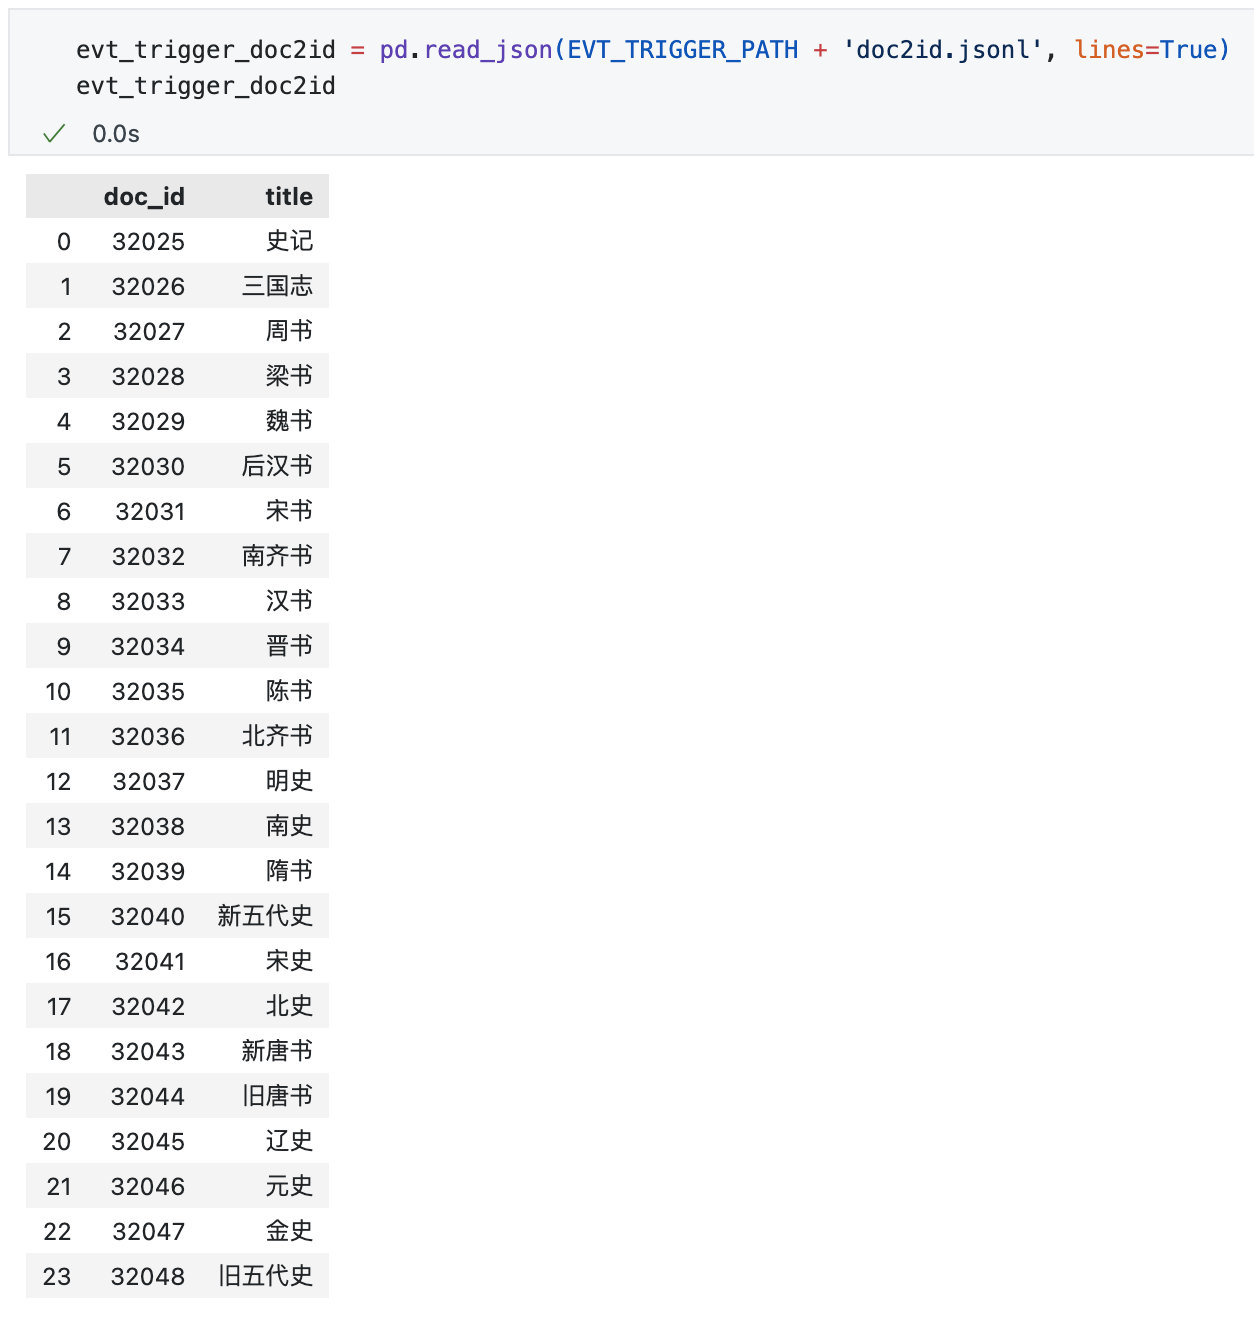 evt_trigger_doc2id = pd.read_json(EVT_TRIGGER_PATH + 'doc2id.jsonl', lines=True)
evt_trigger_doc2id
✓ 0.0s
doc_id title
0 32025 史记
1 32026 三国志
2 32027 周书
3 32028 梁书
4 32029 魏书
5 32030 后汉书
6 32031 宋书
7 32032 南齐书
8 32033 汉书
9 32034 晋书
10 32035 陈书
11 32036 北齐书
12 32037 明史
13 32038 南史
14 32039 隋书
15 32040 新五代史
16 32041 宋史
17 32042 北史
18 32043 新唐书
19 32044 旧唐书
20 32045 辽史
21 32046 元史
22 32047 金史
23 32048 旧五代史